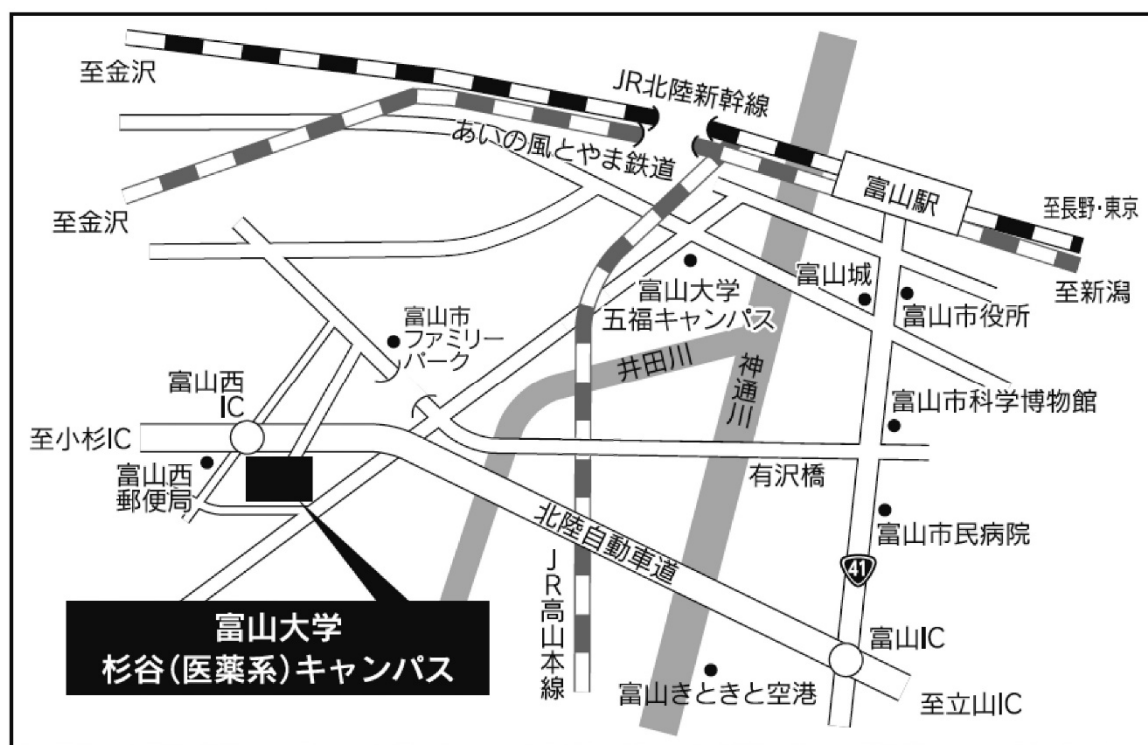 至金沢
JR北陸新幹線
あいの風とやま鉄道
至金沢
富山駅
至長野・東京
至新潟
富山大学
五福キャンパス
富山城
富山市役所
富山市
ファミリー
パーク
井田川
神通川
富山西
IC
富山市科学博物館
至小杉IC
富山西
郵便局
有沢橋
北陸自動車道
富山市民病院
41
JR高山本線
富山大学
杉谷(医薬系)キャンパス
富山IC
富山きときと空港
至立山IC